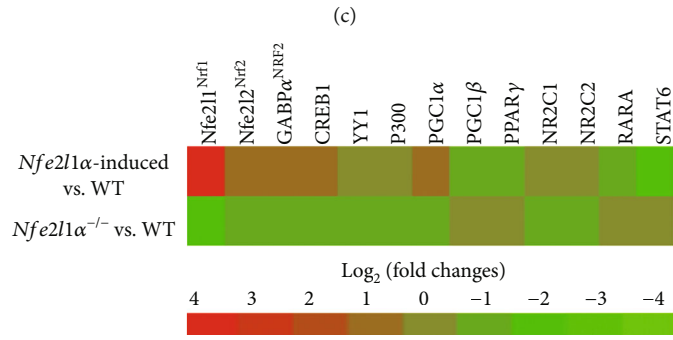 (c)
Nfe2l1^Nrf1 Nfe2l2^Nrf2 GABPα^NRF2 CREB1 YY1 P300 PGC1α PGC1β PPARγ NR2C1 NR2C2 RARA STAT6
Nfe2l1α-induced
vs. WT
Nfe2l1α^−/− vs. WT
Log₂ (fold changes)
4 3 2 1 0 −1 −2 −3 −4